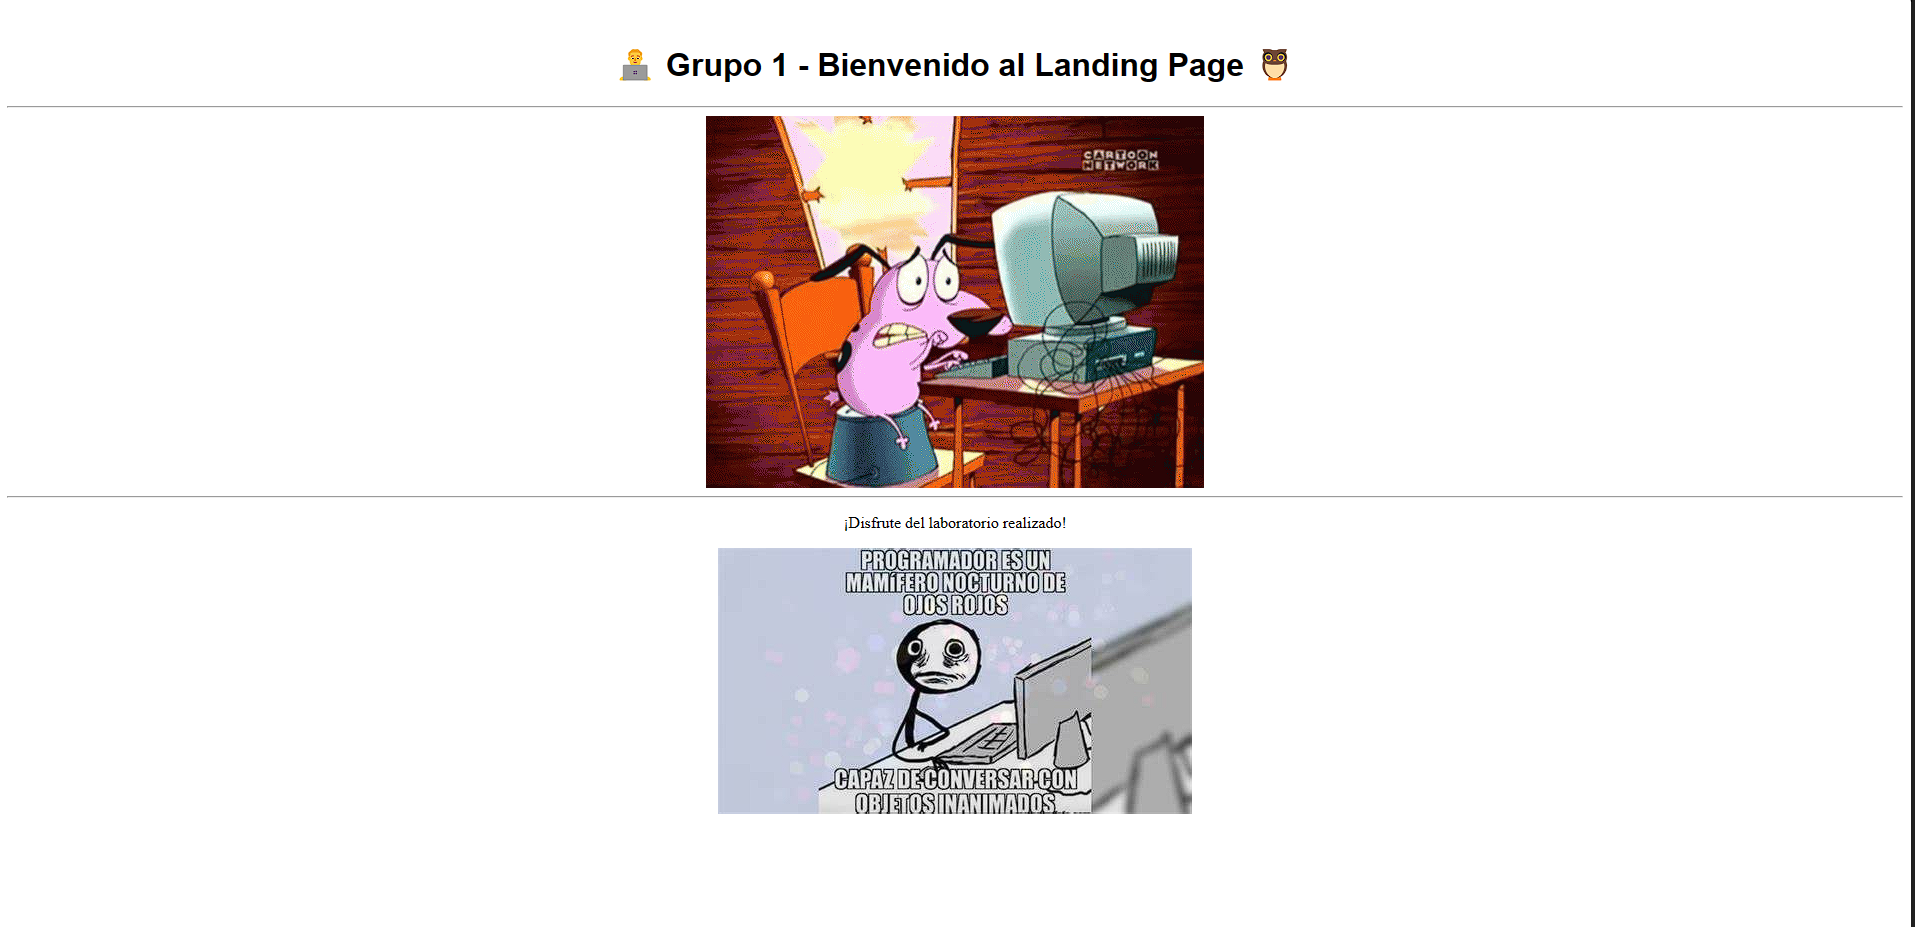 Grupo 1 - Bienvenido al Landing Page
CARTOON
NETWORK
¡Disfrute del laboratorio realizado!
PROGRAMADOR ES UN
MAMíFERO NOCTURNO DE
OJOS ROJOS
CAPAZ DE CONVERSAR CON
OBJETOS INANIMADOS